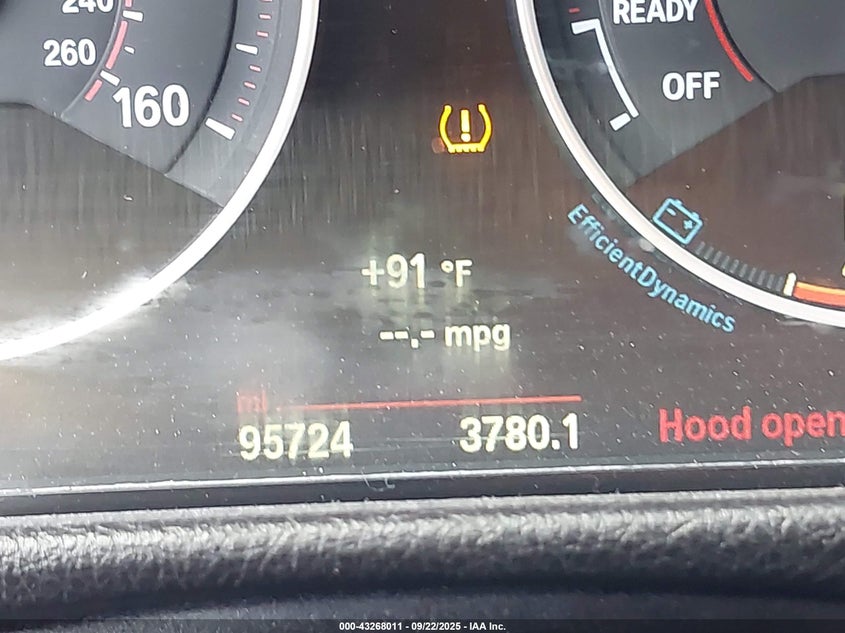 240
260
160
READY
OFF
EfficientDynamics
+91 °F
--.- mpg
mi
95724 3780.1
Hood open
000-43268011 - 09/22/2025 - IAA Inc.